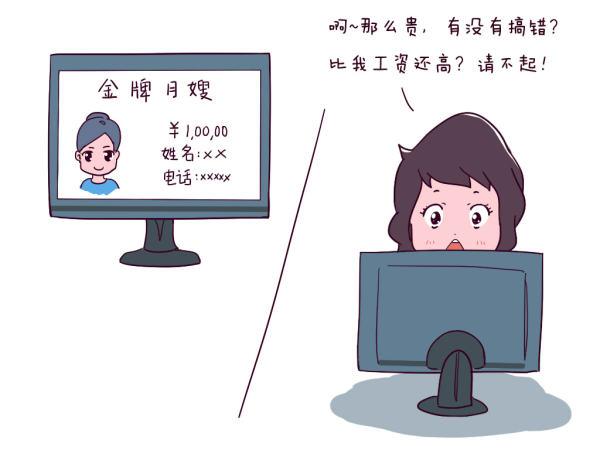 金牌月嫂
¥1,00,00
姓名:xx
电话:xxxxx
啊~那么贵,有没有搞错?
比我工资还高?请不起!